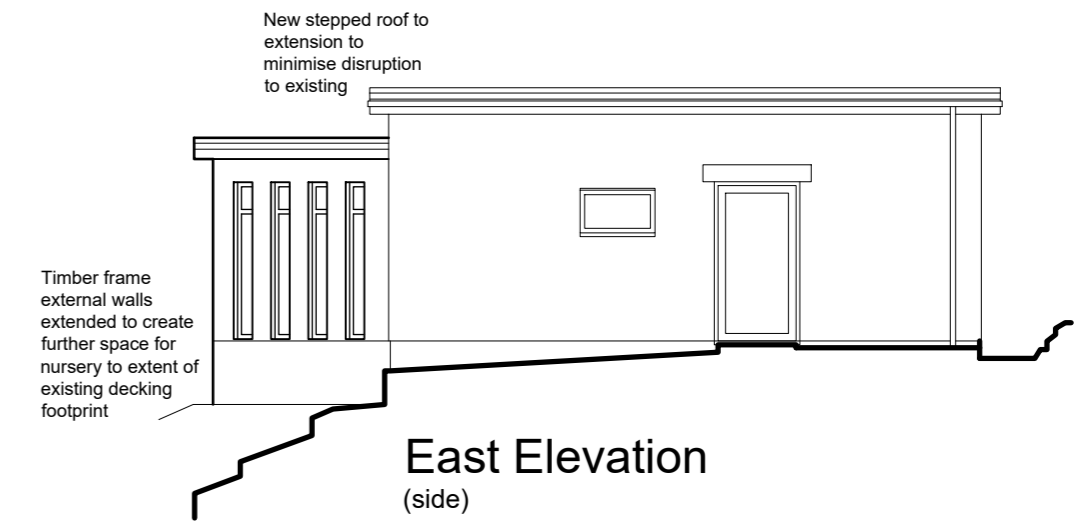 New stepped roof to
extension to
minimise disruption
to existing
Timber frame
external walls
extended to create
further space for
nursery to extent of
existing decking
footprint
East Elevation
(side)